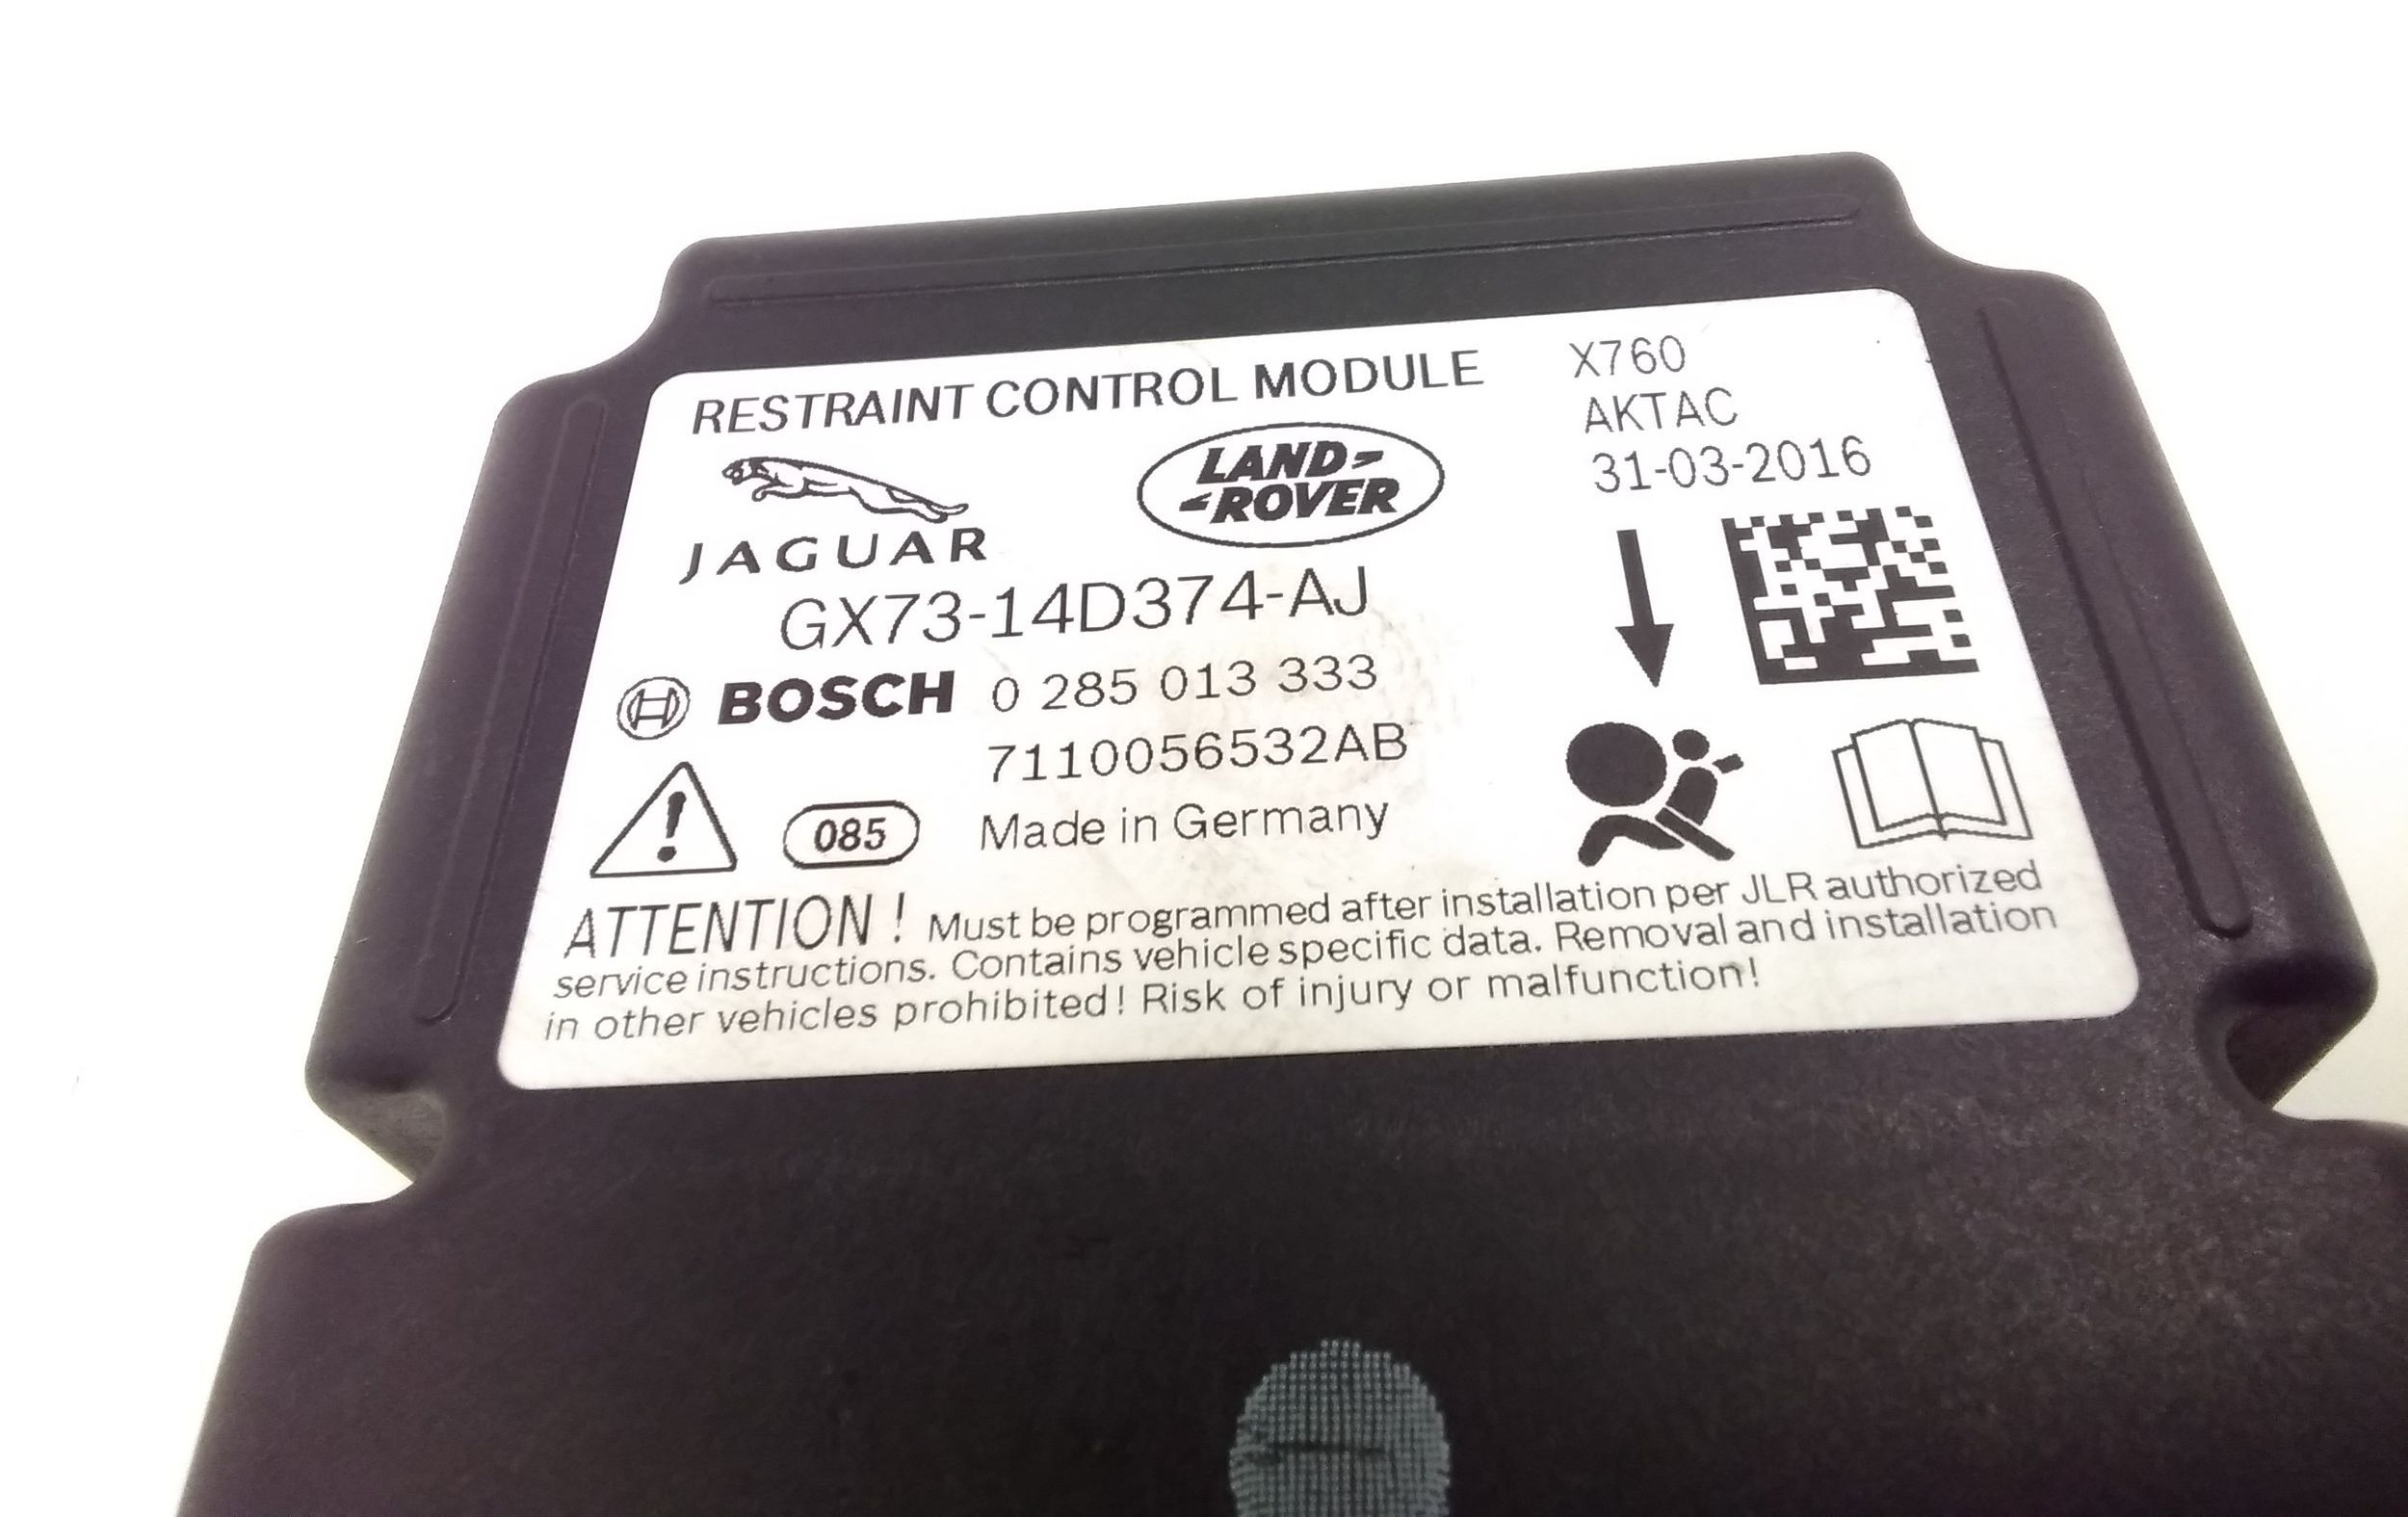 RESTRAINT CONTROL MODULE
X760
AKTAC
31-03-2016
JAGUAR
LAND
ROVER
GX73-14D374-AJ
BOSCH 0 285 013 333
7110056532AB
085 Made in Germany
ATTENTION! Must be programmed after installation per JLR authorized
service instructions. Contains vehicle specific data. Removal and installation
in other vehicles prohibited! Risk of injury or malfunction!